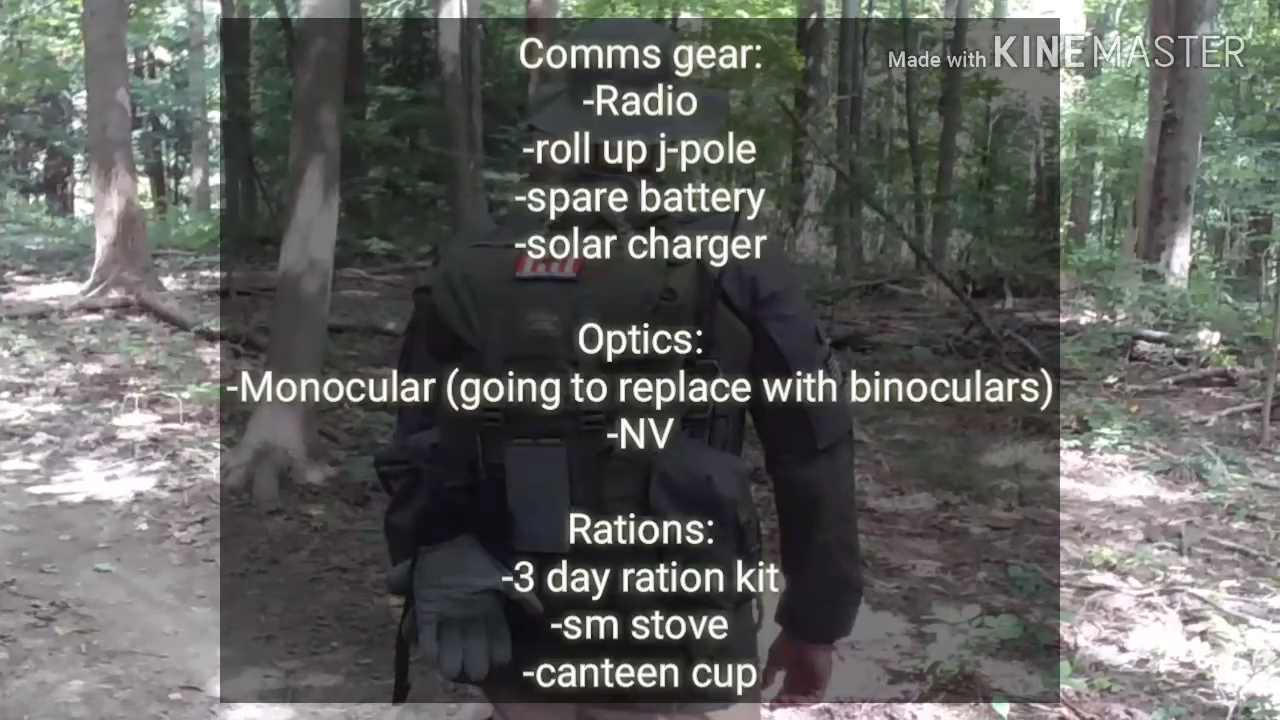 Made with KINEMASTER
Comms gear:
-Radio
-roll up j-pole
-spare battery
-solar charger
Optics:
-Monocular (going to replace with binoculars)
-NV
Rations:
-3 day ration kit
-sm stove
-canteen cup